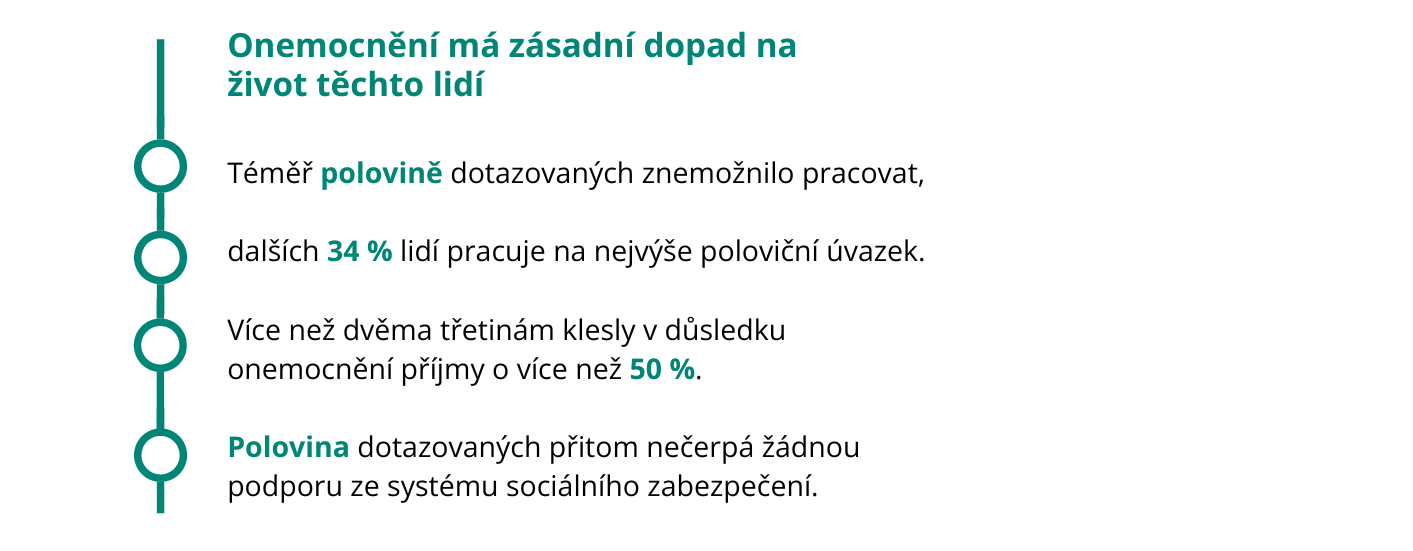 Onemocnění má zásadní dopad na
život těchto lidí
Téměř polovině dotazovaných znemožnilo pracovat,
dalších 34 % lidí pracuje na nejvýše poloviční úvazek.
Více než dvěma třetinám klesly v důsledku
onemocnění příjmy o více než 50 %.
Polovina dotazovaných přitom nečerpá žádnou
podporu ze systému sociálního zabezpečení.